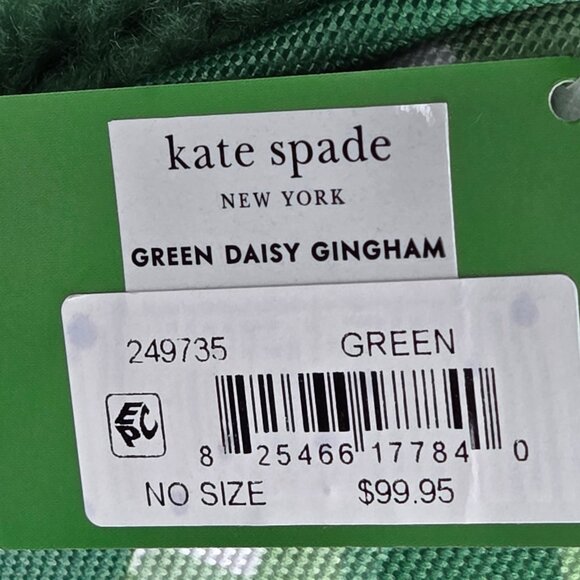 kate spade
NEW YORK
GREEN DAISY GINGHAM
249735 GREEN
EPC
8 25466 17784 0
NO SIZE $99.95